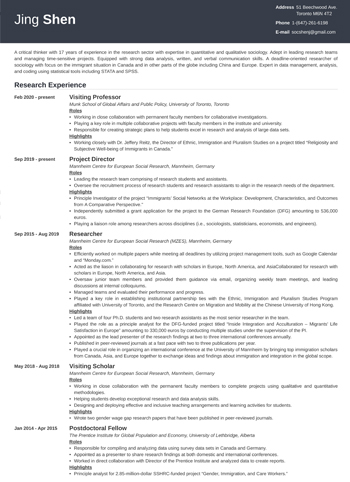 Jing Shen
Address 51 Beechwood Ave.
Toronto M6N 4T2
Phone 1-(647)-261-6198
E-mail socshenj@gmail.com
A critical thinker with 17 years of experience in the research sector with expertise in quantitative and qualitative sociology. Adept in leading research teams
and managing time-sensitive projects. Equipped with strong data analysis, written, and verbal communication skills. A deadline-oriented researcher of
sociology with focus on the immigrant situation in Canada and in other parts of the globe including China and Europe. Expert in data management, analysis,
and coding using statistical tools including STATA and SPSS.
Research Experience
Feb 2020 - present
Visiting Professor
Munk School of Global Affairs and Public Policy, University of Toronto, Toronto
Roles
• Working in close collaboration with permanent faculty members for collaborative investigations.
• Playing a key role in multiple collaborative projects with faculty members in the institute and university.
• Responsible for creating strategic plans to help students excel in research and analysis of large data sets.
Highlights
• Working closely with Dr. Jeffery Reitz, the Director of Ethnic, Immigration and Pluralism Studies on a project titled "Religiosity and
Subjective Well-being of Immigrants in Canada."
Sep 2019 - present
Project Director
Mannheim Centre for European Social Research, Mannheim, Germany
Roles
• Leading the research team comprising of research students and assistants.
• Oversee the recruitment process of research students and research assistants to align in the research needs of the department.
Highlights
• Principle Investigator of the project "Immigrants' Social Networks at the Workplace. Development, Characteristics, and Outcomes
from A Comparative Perspective."
• Independently submitted a grant application for the project to the German Research Foundation (DFG) amounting to 536,000
euros.
• Playing a liaison role among researchers across disciplines (i.e., sociologists, statisticians, economists, and engineers).
Sep 2015 - Aug 2019
Researcher
Mannheim Centre for European Social Research (MZES), Mannheim, Germany
Roles
• Efficiently worked on multiple papers while meeting all deadlines by utilizing project management tools, such as Google Calendar
and "Monday.com."
• Acted as the liaison in collaborating for research with scholars in Europe, North America, and AsiaCollaborated for research with
scholars in Europe, North America, and Asia.
• Oversaw junior team members and provided them guidance via email, organizing weekly team meetings, and leading
discussions at internal colloquiums.
• Managed teams and evaluated their performance and progress.
• Played a key role in establishing institutional partnership ties with the Ethnic, Immigration and Pluralism Studies Program
affiliated with University of Toronto, and the Research Centre on Migration and Mobility at the Chinese University of Hong Kong.
Highlights
• Led a team of four Ph.D. students and two research assistants as the most senior researcher in the team.
• Played the role as a principle analyst for the DFG-funded project titled "Inside Integration and Acculturation – Migrans' Life
Satisfaction in Europe" amounting to 330,000 euros by conducting multiple studies under the supervision of the PI.
• Appointed as the lead presenter of the research findings at two to three international conferences annually.
• Published in peer-reviewed journals at a fast pace with two to three publications per year.
• Played a crucial role in organizing an international conference at the University of Mannheim by bringing top immigration scholars
from Canada, Asia, and Europe together to exchange ideas and findings about immigration and integration in the global scope.
May 2018 - Aug 2018
Visiting Scholar
Mannheim Centre for European Social Research, Mannheim, Germany
Roles
• Working in close collaboration with the permanent faculty members to complete projects using qualitative and quantitative
methodologies.
• Helping students develop exceptional research and data analysis skills.
• Designing and deploying effective and inclusive teaching arrangements and learning activities for students.
Highlights
• Wrote two gender wage gap research papers that have been published in peer-reviewed journals.
Jan 2014 - Apr 2015
Postdoctoral Fellow
The Prentice Institute for Global Population and Economy, University of Lethbridge, Alberta
Roles
• Responsible for compiling and analyzing data using survey data sets in Canada and Germany.
• Appointed as a presenter to share research findings at both domestic and international conferences.
• Worked in direct collaboration with Director of the Prentice Institute and analyzed data to create reports.
Highlights
• Principle analyst for 2.85-million-dollar SSHRC-funded project "Gender, Immigration, and Care Workers."